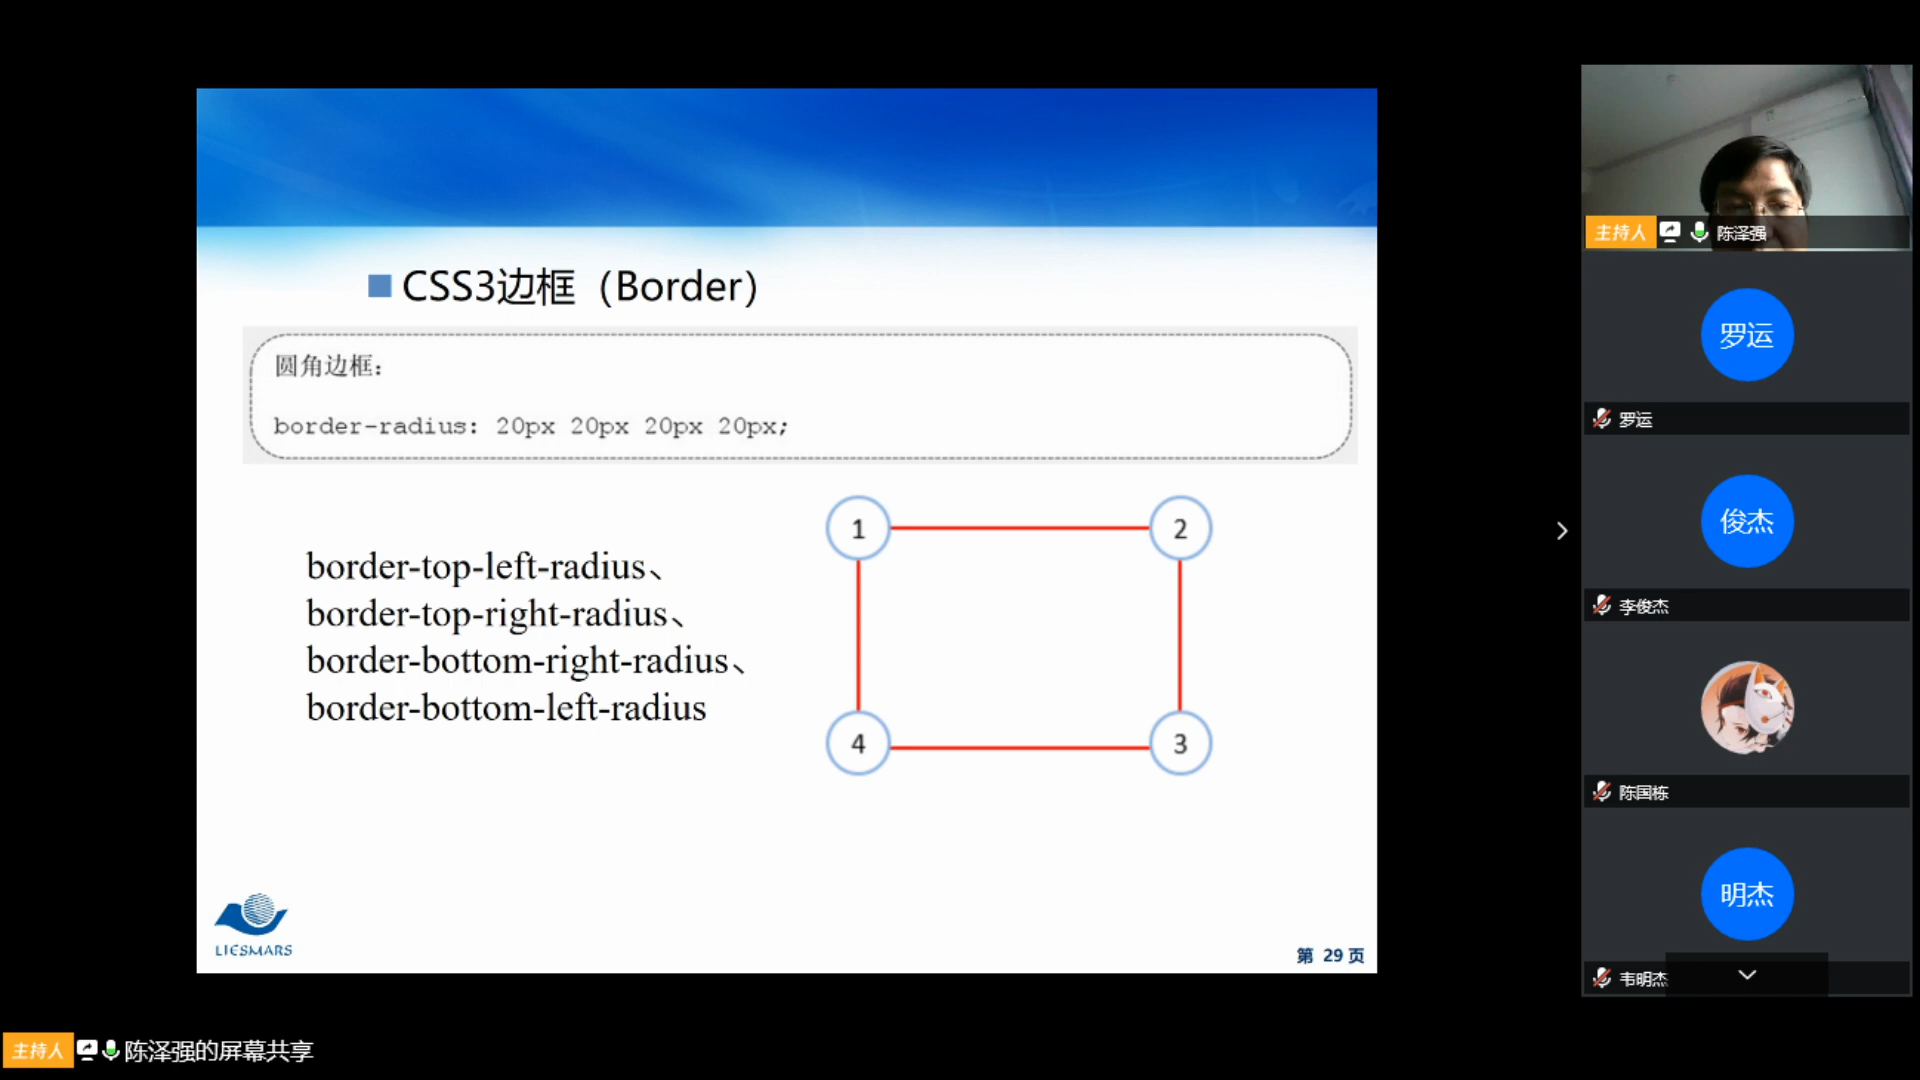 CSS3边框（Border）
圆角边框：
border-radius: 20px 20px 20px 20px;
border-top-left-radius、
border-top-right-radius、
border-bottom-right-radius、
border-bottom-left-radius
1
2
4
3
LIESMARS
第 29 页
主持人 陈泽强
罗运
罗运
俊杰
李俊杰
陈国栋
明杰
韦明杰
主持人 陈泽强的屏幕共享